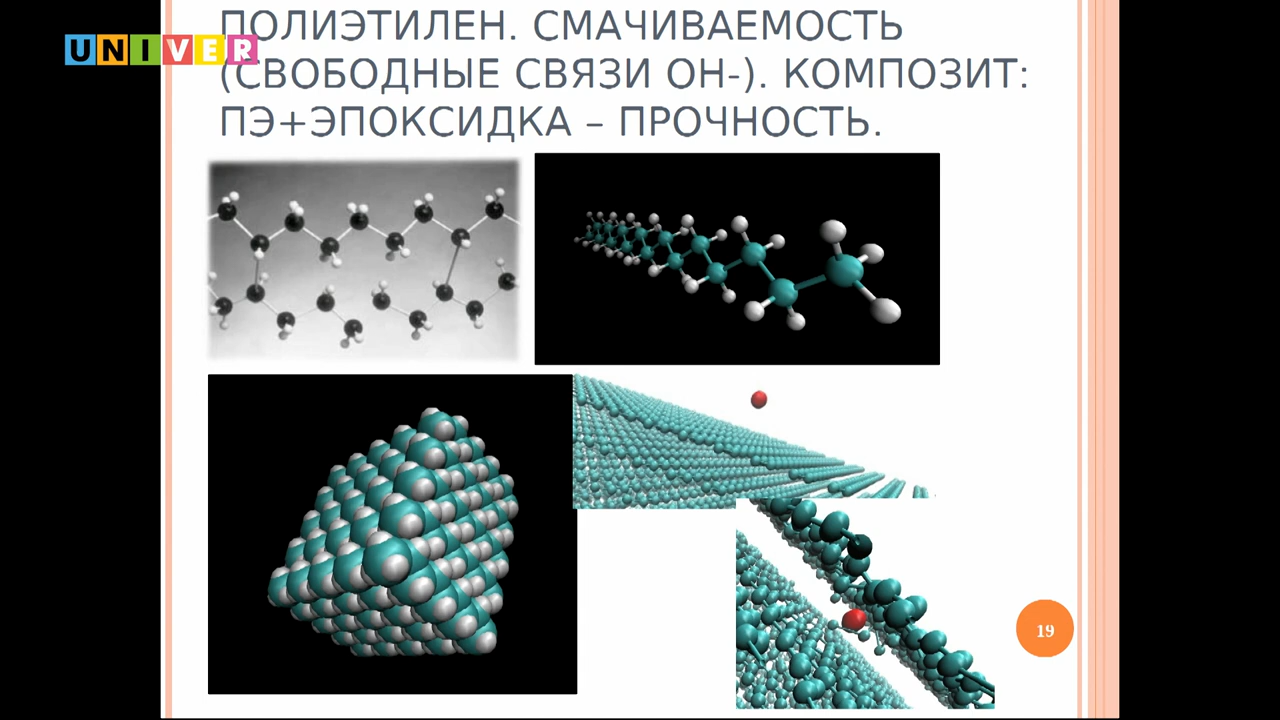 ПОЛИЭТИЛЕН. СМАЧИВАЕМОСТЬ
UNIVER
(СВОБОДНЫЕ СВЯЗИ ОН-). КОМПОЗИТ:
ПЭ+ЭПОКСИДКА – ПРОЧНОСТЬ.
19